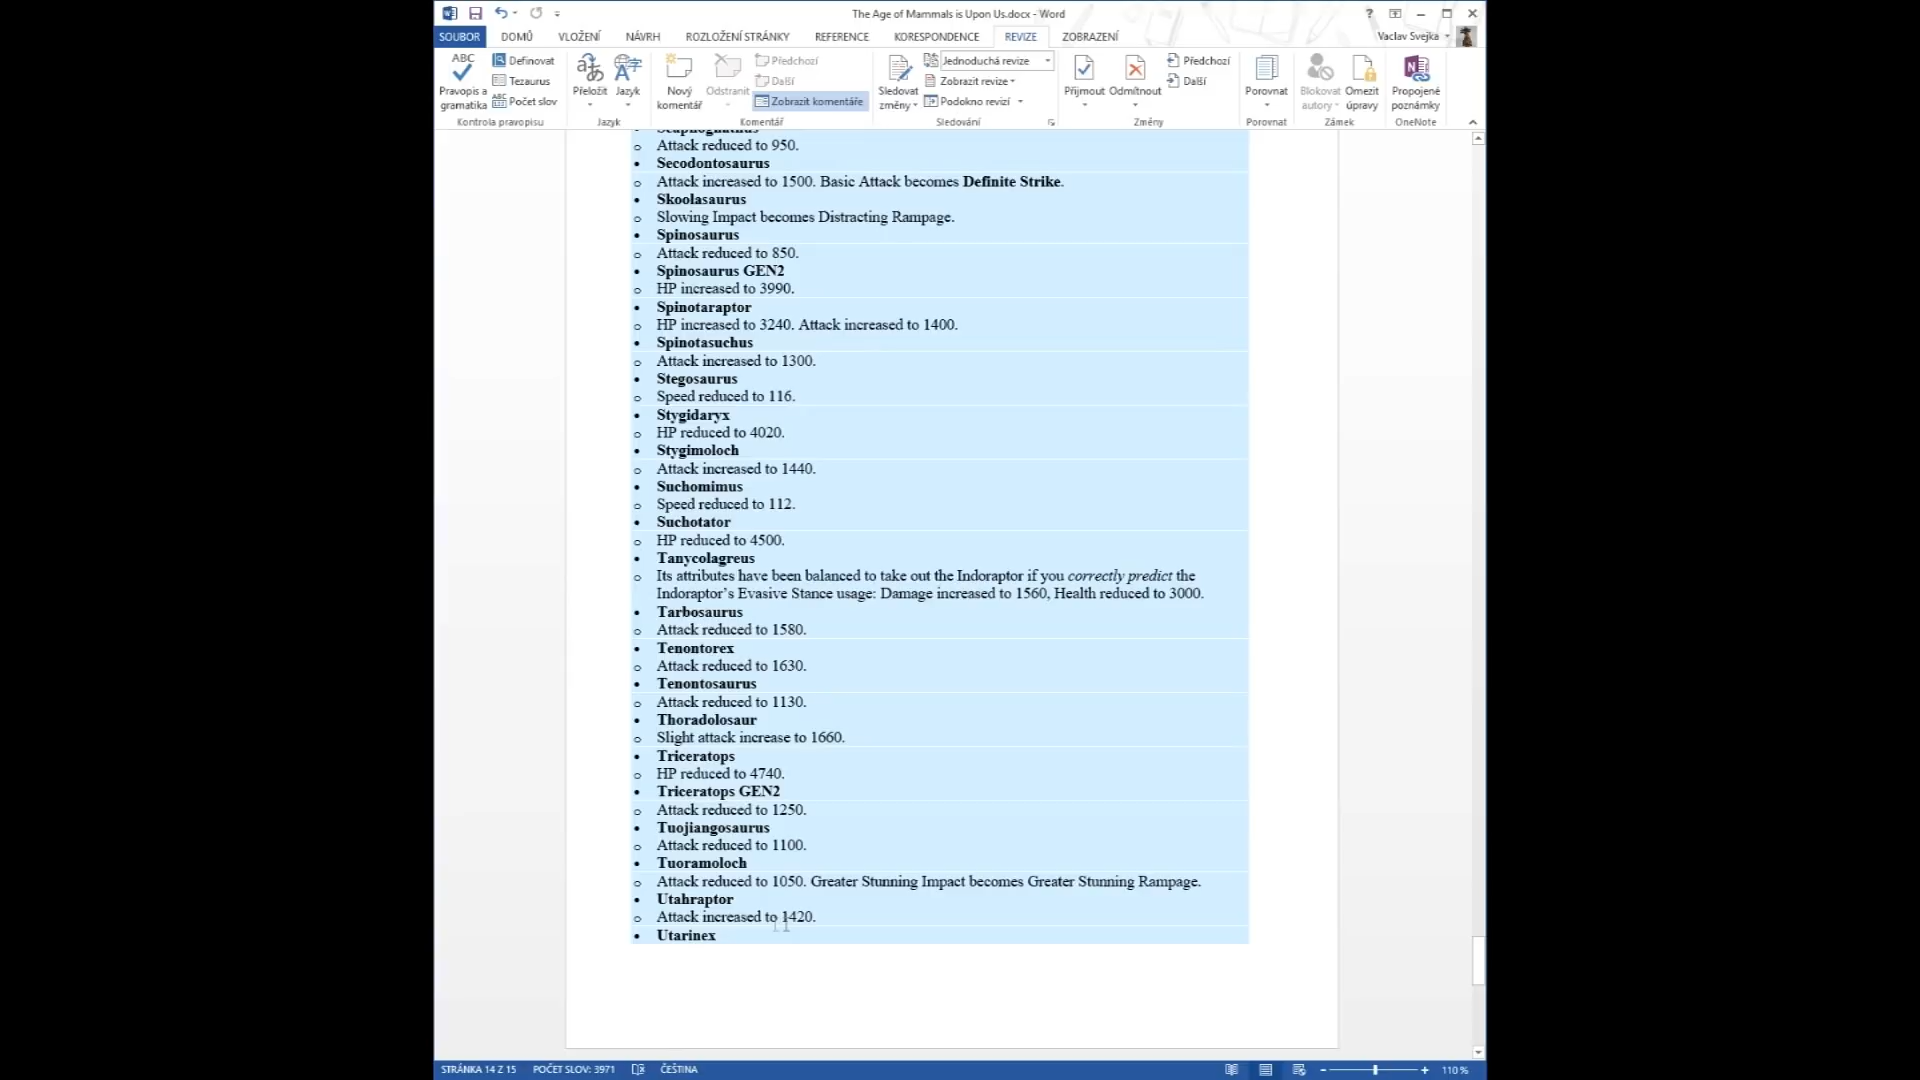 The Age of Mammals is Upon Us.docx - Word
SOUBOR DOMŮ VLOŽENÍ NÁVRH ROZLOŽENÍ STRÁNKY REFERENCE KORESPONDENCE REVIZE ZOBRAZENÍ Vaclav Svejka
ABC Pravopis a gramatika
Definovat
Tezaurus
ABC Počet slov
Kontrola pravopisu
Přeložit Jazyk
Jazyk
Nový komentář
Odstranit
Předchozí
Další
Zobrazit komentáře
Komentář
Sledovat změny
Jednoduchá revize
Zobrazit revize
Podokno revizí
Sledování
Přijmout Odmítnout
Předchozí
Další
Změny
Porovnat
Porovnat
Blokovat autory
Omezit úpravy
Zámek
Propojené poznámky
OneNote
Scaphognathus
o Attack reduced to 950.
• Secodontosaurus
o Attack increased to 1500. Basic Attack becomes Definite Strike.
• Skoolasaurus
o Slowing Impact becomes Distracting Rampage.
• Spinosaurus
o Attack reduced to 850.
• Spinosaurus GEN2
o HP increased to 3990.
• Spinotaraptor
o HP increased to 3240. Attack increased to 1400.
• Spinotasuchus
o Attack increased to 1300.
• Stegosaurus
o Speed reduced to 116.
• Stygidaryx
o HP reduced to 4020.
• Stygimoloch
o Attack increased to 1440.
• Suchomimus
o Speed reduced to 112.
• Suchotator
o HP reduced to 4500.
• Tanycolagreus
o Its attributes have been balanced to take out the Indoraptor if you correctly predict the
Indoraptor’s Evasive Stance usage: Damage increased to 1560, Health reduced to 3000.
• Tarbosaurus
o Attack reduced to 1580.
• Tenontorex
o Attack reduced to 1630.
• Tenontosaurus
o Attack reduced to 1130.
• Thoradolosaur
o Slight attack increase to 1660.
• Triceratops
o HP reduced to 4740.
• Triceratops GEN2
o Attack reduced to 1250.
• Tuojiangosaurus
o Attack reduced to 1100.
• Tuoramoloch
o Attack reduced to 1050. Greater Stunning Impact becomes Greater Stunning Rampage.
• Utahraptor
o Attack increased to 1420.
• Utarinex
STRÁNKA 14 Z 15 POČET SLOV: 3971 ČEŠTINA 110 %